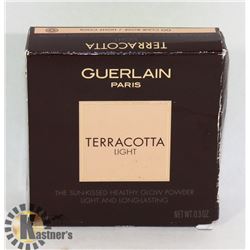 TERRACOTTA
GUERLAIN
PARIS
TERRACOTTA
LIGHT
THE SUN-KISSED HEALTHY GLOW POWDER
LIGHT AND LONG-LASTING
NET WT 0.3 OZ.
Kastner's